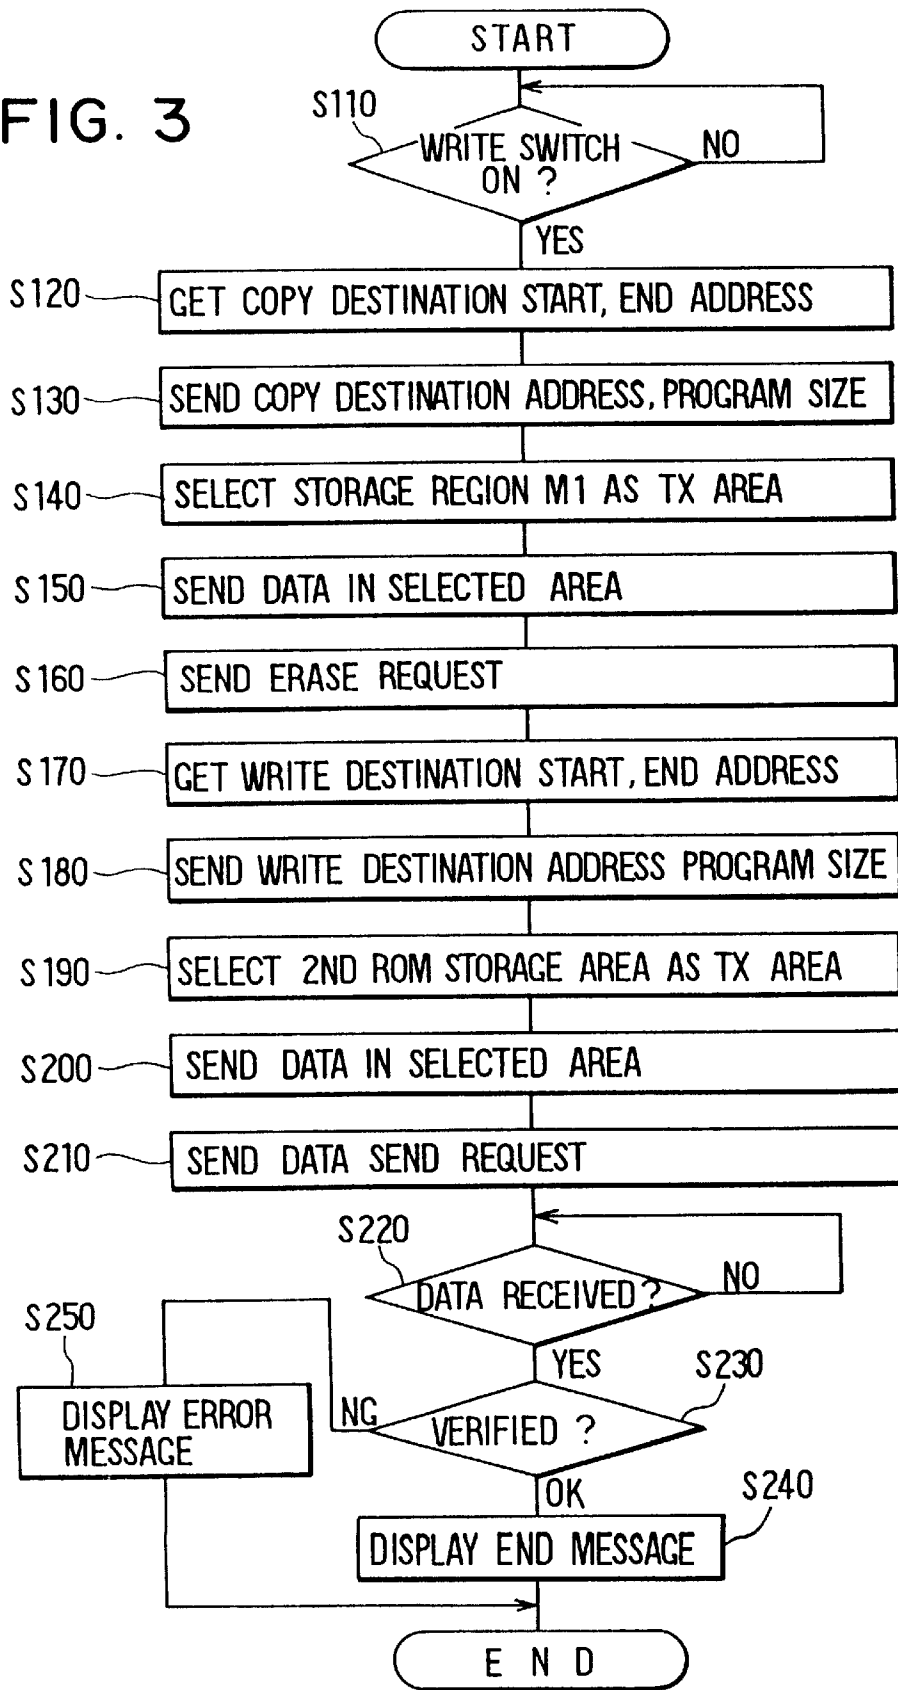 START
FIG. 3
S110
WRITE SWITCH
ON ?
NO
YES
S120
GET COPY DESTINATION START, END ADDRESS
S130
SEND COPY DESTINATION ADDRESS, PROGRAM SIZE
S140
SELECT STORAGE REGION M1 AS TX AREA
S150
SEND DATA IN SELECTED AREA
S160
SEND ERASE REQUEST
S170
GET WRITE DESTINATION START, END ADDRESS
S180
SEND WRITE DESTINATION ADDRESS PROGRAM SIZE
S190
SELECT 2ND ROM STORAGE AREA AS TX AREA
S200
SEND DATA IN SELECTED AREA
S210
SEND DATA SEND REQUEST
S220
DATA RECEIVED ?
NO
YES
S230
VERIFIED ?
NG
OK
S250
DISPLAY ERROR
MESSAGE
S240
DISPLAY END MESSAGE
END